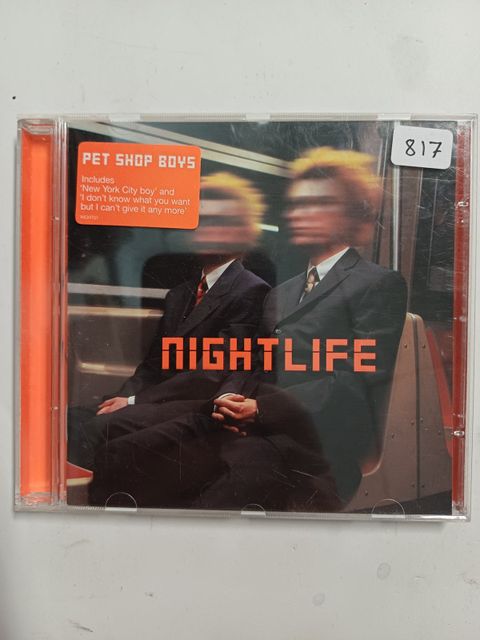 817
PET SHOP BOYS
Includes
'New York City boy' and
'I don't know what you want
but I can't give it any more'
NIGHTLIFE